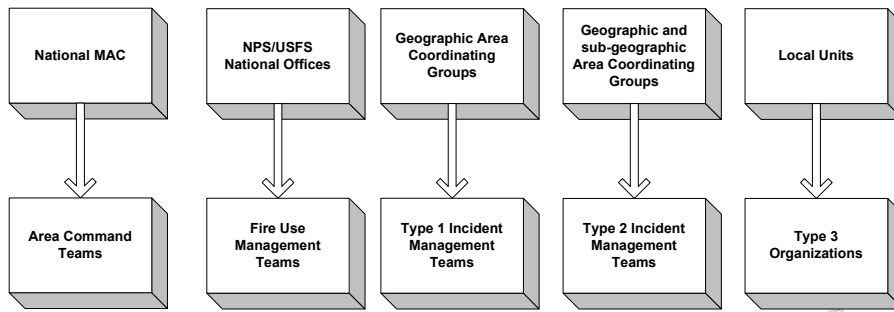 National MAC
NPS/USFS
National Offices
Geographic Area
Coordinating
Groups
Geographic and
sub-geographic
Area Coordinating
Groups
Local Units
Area Command
Teams
Fire Use
Management
Teams
Type 1 Incident
Management
Teams
Type 2 Incident
Management
Teams
Type 3
Organizations